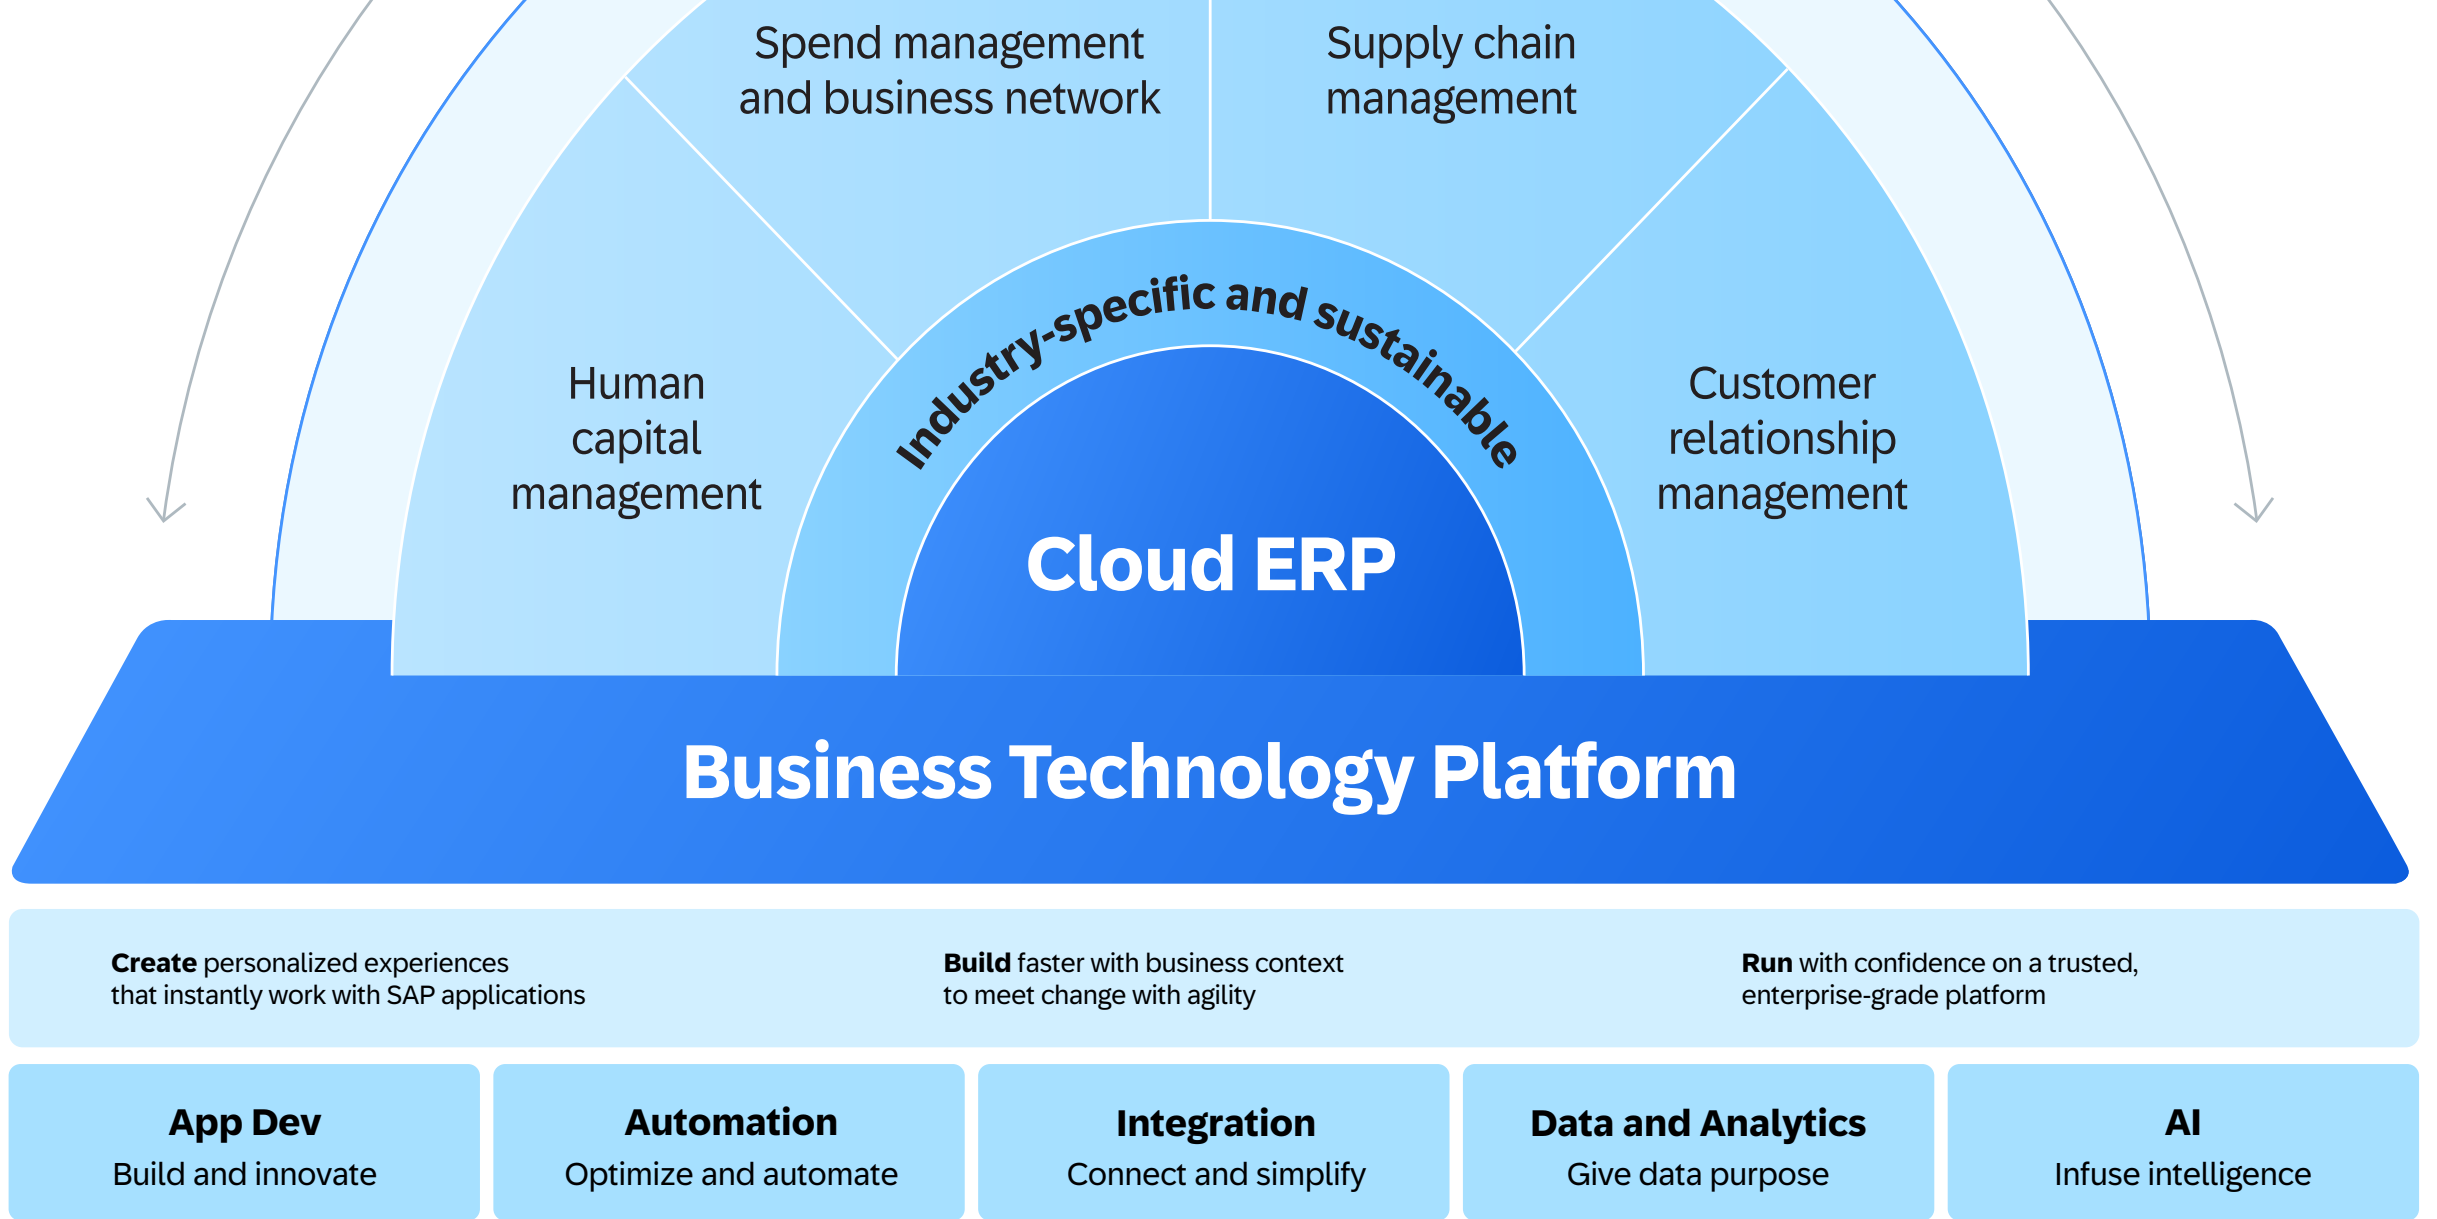 Spend management
and business network
Supply chain
management
Human
capital
management
Industry-specific and sustainable
Customer
relationship
management
Cloud ERP
Business Technology Platform
Create personalized experiences
that instantly work with SAP applications
Build faster with business context
to meet change with agility
Run with confidence on a trusted,
enterprise-grade platform
App Dev
Build and innovate
Automation
Optimize and automate
Integration
Connect and simplify
Data and Analytics
Give data purpose
AI
Infuse intelligence